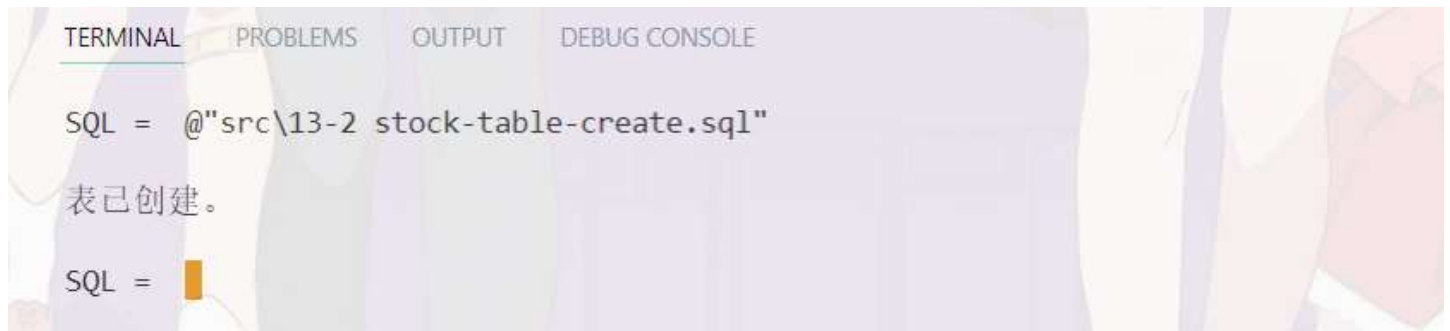 TERMINAL PROBLEMS OUTPUT DEBUG CONSOLE
SQL = @"src\13-2 stock-table-create.sql"
表已创建。
SQL =